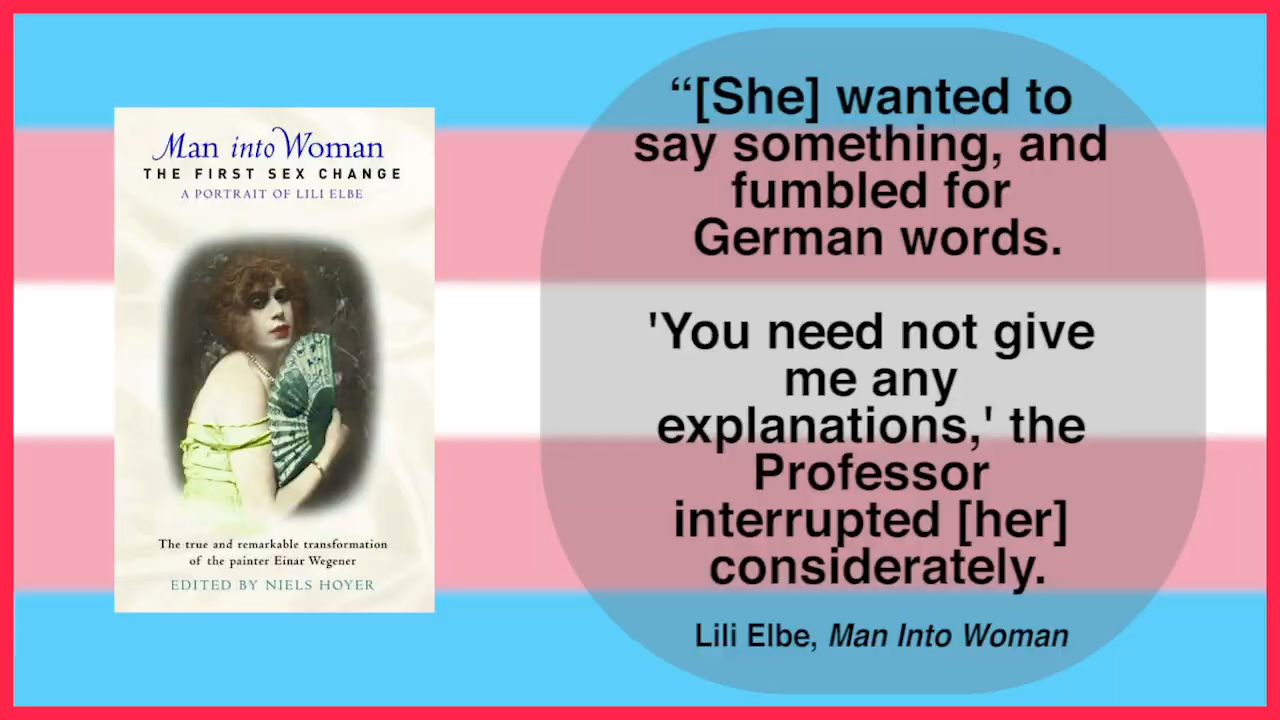 Man into Woman
THE FIRST SEX CHANGE
A PORTRAIT OF LILI ELBE
The true and remarkable transformation
of the painter Einar Wegener
EDITED BY NIELS HOYER
“[She] wanted to
say something, and
fumbled for
German words.
'You need not give
me any
explanations,' the
Professor
interrupted [her]
considerately.
Lili Elbe, Man Into Woman